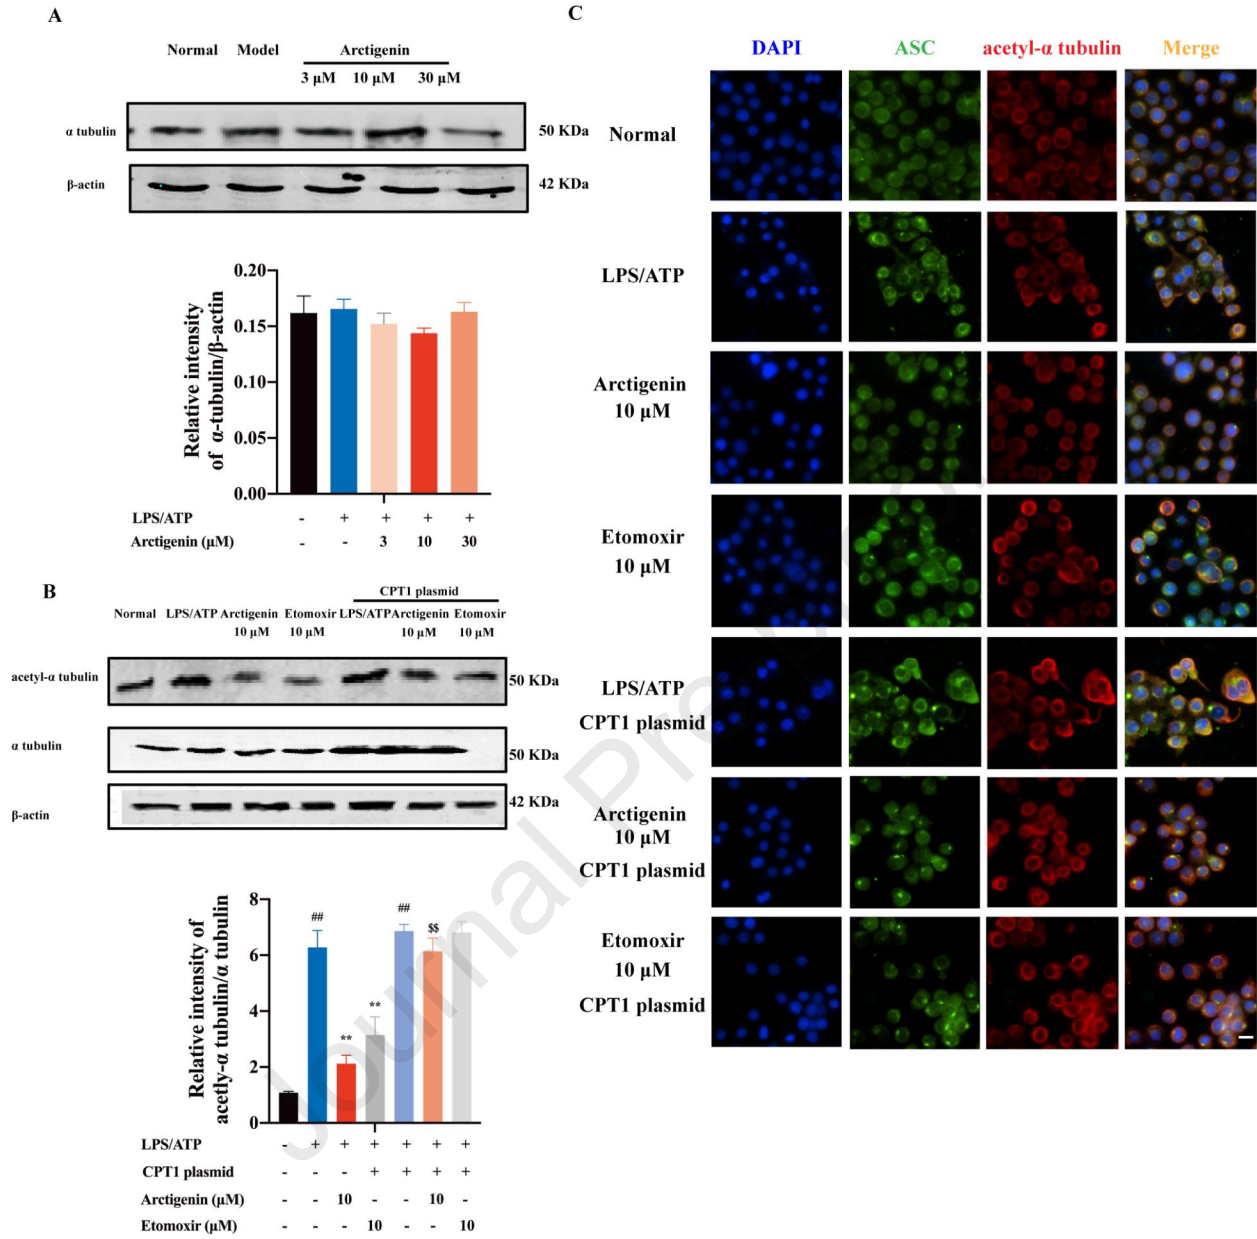 A
Normal Model Arctigenin
3 μM 10 μM 30 μM
α tubulin 50 KDa
β-actin 42 KDa
Relative intensity
of α-tubulin/β-actin
0.20
0.15
0.10
0.05
0.00
LPS/ATP - + + + +
Arctigenin (μM) - - 3 10 30
B
CPT1 plasmid
Normal LPS/ATP Arctigenin Etomoxir LPS/ATP Arctigenin Etomoxir
10 μM 10 μM 10 μM 10 μM
acetyl-α tubulin 50 KDa
α tubulin 50 KDa
β-actin 42 KDa
Relative intensity of
acetly-α tubulin/α tubulin
8
6
4
2
0
## ** ** ## $$
LPS/ATP - + + + + + +
CPT1 plasmid - - - + + + +
Arctigenin (μM) - - 10 - - 10 -
Etomoxir (μM) - - - 10 - - 10
C
DAPI ASC acetyl-α tubulin Merge
Normal
LPS/ATP
Arctigenin
10 μM
Etomoxir
10 μM
LPS/ATP
CPT1 plasmid
Arctigenin
10 μM
CPT1 plasmid
Etomoxir
10 μM
CPT1 plasmid